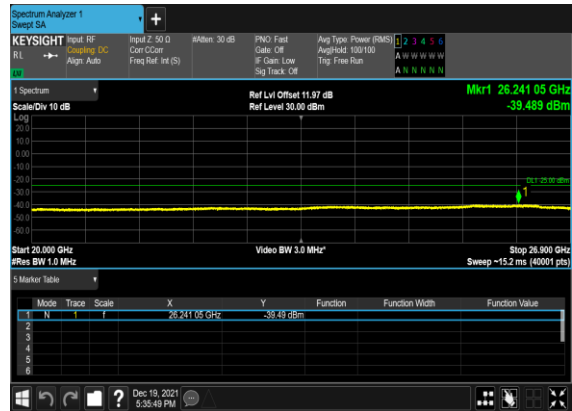 Spectrum Analyzer 1
Swept SA
KEYSIGHT Input: RF Input Z: 50 Ω #Atten: 30 dB PNO: Fast Avg Type: Power (RMS) 1 2 3 4 5 6
RL Coupling: DC Corr CCorr Gate: Off Avg|Hold: 100/100 A W W W W W
Align: Auto Freq Ref: Int (S) IF Gain: Low Trig: Free Run
Sig Track: Off A N N N N N
1 Spectrum Ref Lvl Offset 11.97 dB Mkr1 26.241 05 GHz
Scale/Div 10 dB Ref Level 30.00 dBm -39.489 dBm
Log
20.0
10.0
0.00
-10.0
-20.0
DL1 -25.00 dBm
-30.0
1
-40.0
-50.0
-60.0
Start 20.000 GHz Video BW 3.0 MHz* Stop 26.900 GHz
#Res BW 1.0 MHz Sweep ~15.2 ms (40001 pts)
5 Marker Table
Mode Trace Scale X Y Function Function Width Function Value
1 N 1 f 26.241 05 GHz -39.49 dBm
2
3
4
5
6
? Dec 19, 2021
5:35:49 PM